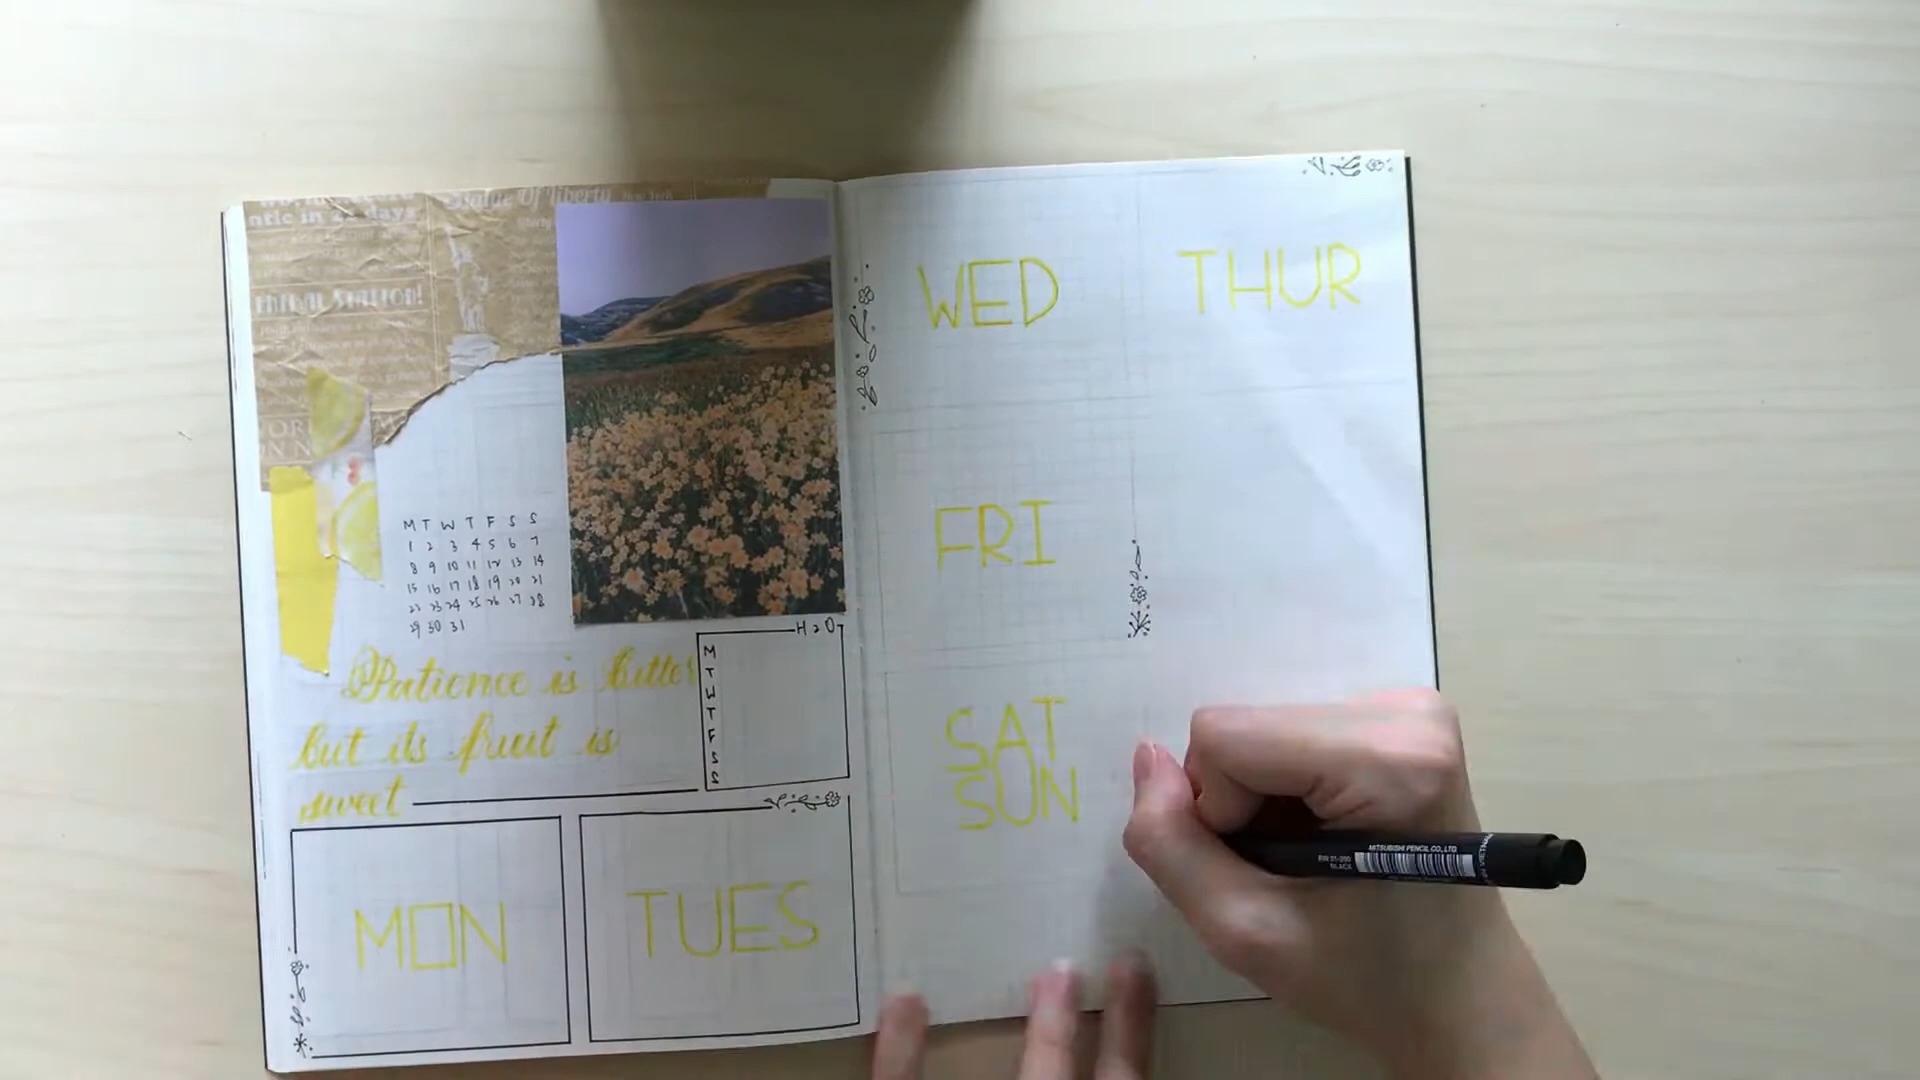 ntic in 24 days
Statue Of liberty New York
STATION!
M T W T F S S
1 2 3 4 5 6 7
8 9 10 11 12 13 14
15 16 17 18 19 20 21
22 23 24 25 26 27 28
29 30 31
Patience is bitter
but its fruit is
sweet
H2O
M
T
W
T
F
S
S
MON
TUES
WED
THUR
FRI
SAT
SUN
MITSUBISHI PENCIL CO., LTD
BLACK
VIETNAM